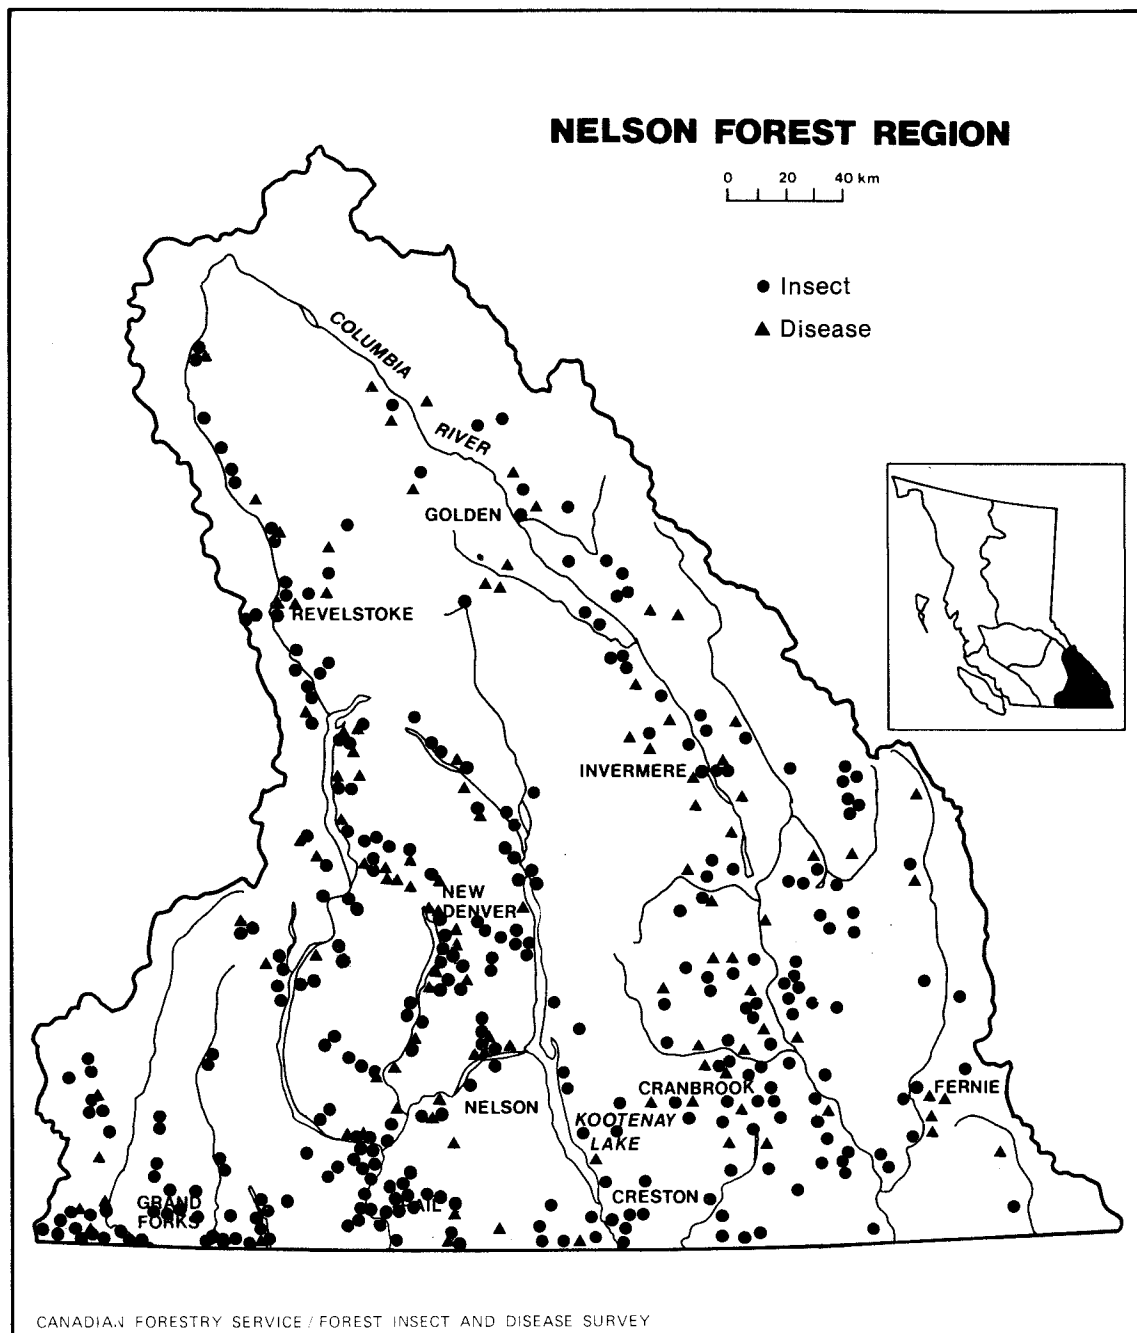 NELSON FOREST REGION
0 20 40 km
Insect
Disease
COLUMBIA
RIVER
GOLDEN
REVELSTOKE
INVERMERE
NEW
DENVER
CRANBROOK
FERNIE
NELSON
KOOTENAY
LAKE
CRESTON
GRAND
FORKS
CANADIAN FORESTRY SERVICE / FOREST INSECT AND DISEASE SURVEY